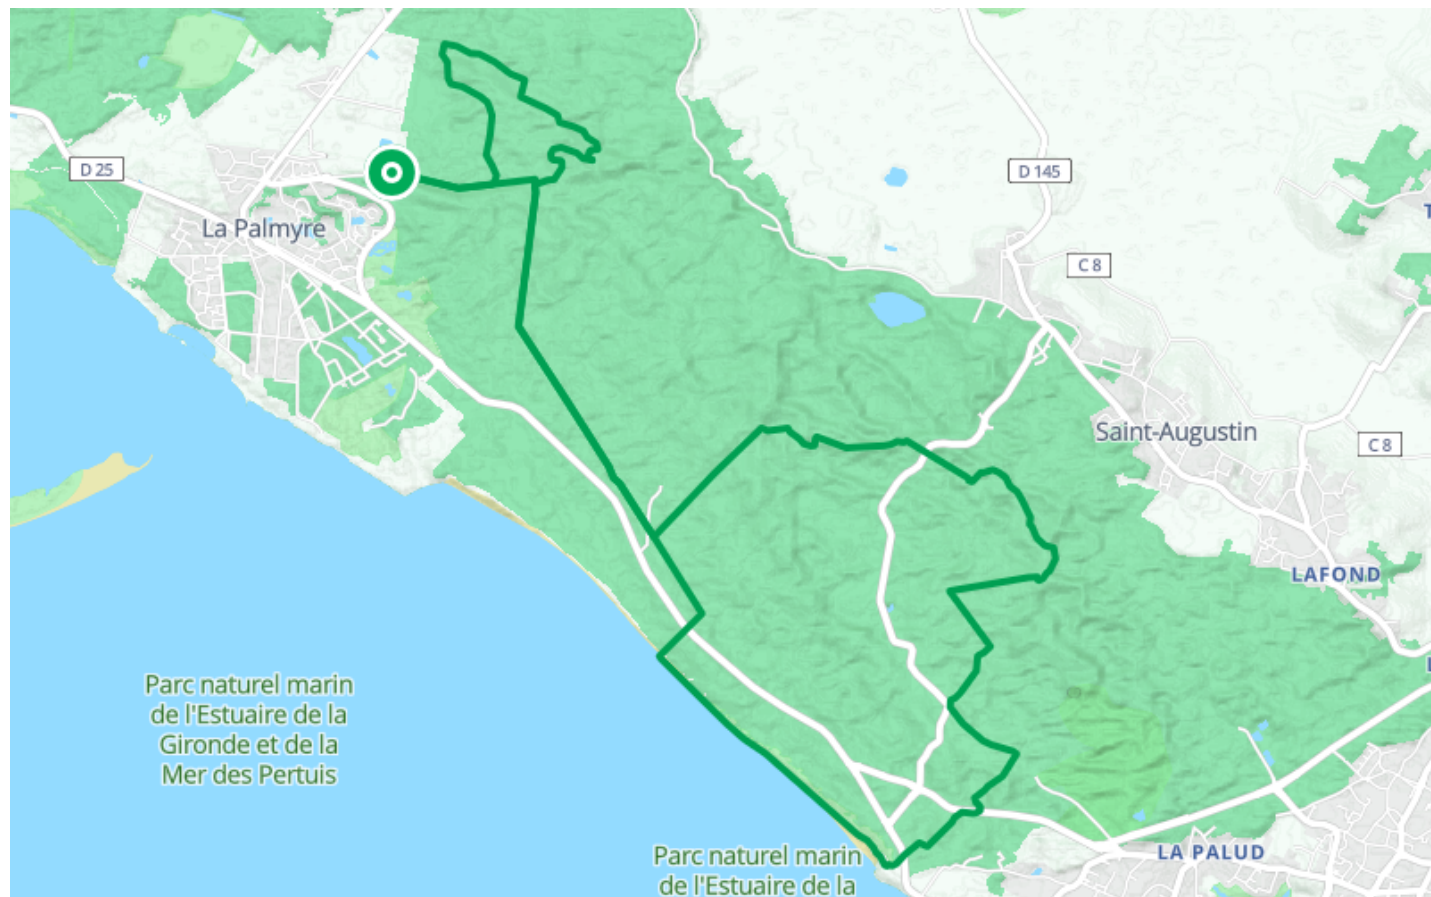 D 25
D 145
La Palmyre
C 8
Saint-Augustin
C 8
LAFOND
Parc naturel marin
de l'Estuaire de la
Gironde et de la
Mer des Pertuis
LA PALUD
Parc naturel marin
de l'Estuaire de la